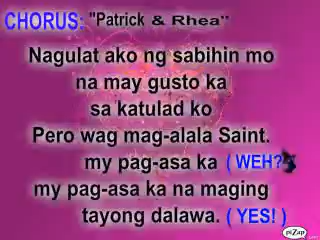 CHORUS: "Patrick & Rhea"
Nagulat ako ng sabihin mo
na may gusto ka
sa katulad ko
Pero wag mag-alala Saint.
my pag-asa ka ( WEH? )
my pag-asa ka na maging
tayong dalawa. ( YES! )
piZap